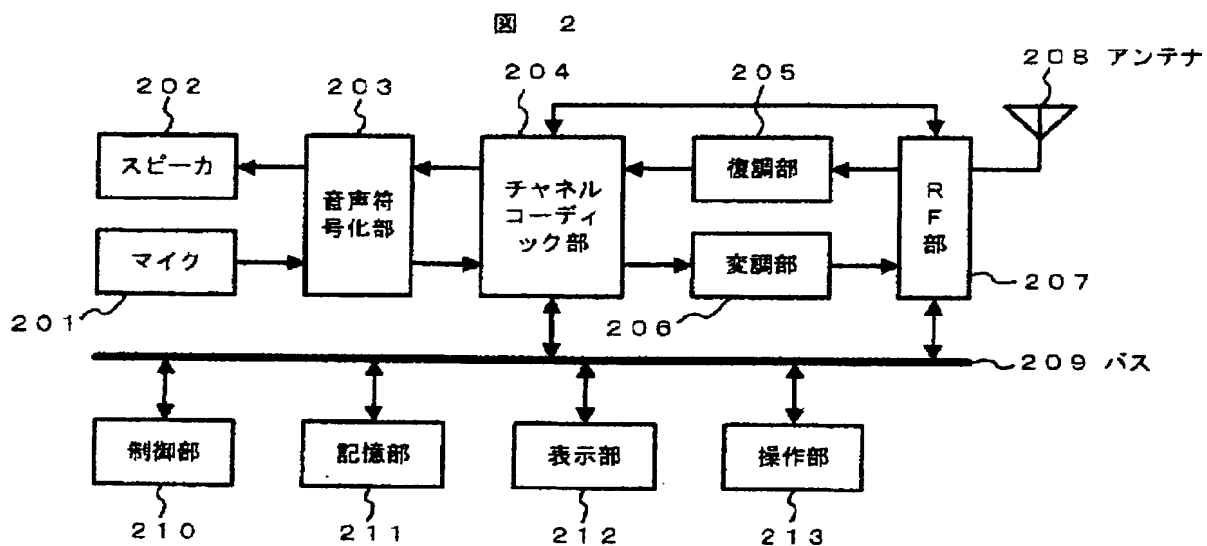 図 2
202
203
204
205
208 アンテナ
スピーカ
音声符
号化部
チャネル
コーディ
ック部
復調部
RF部
マイク
変調部
201
206
207
209 バス
制御部
記憶部
表示部
操作部
210
211
212
213